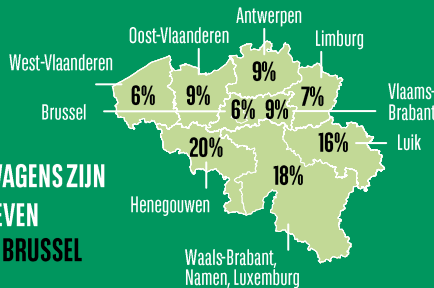 Antwerpen
Oost-Vlaanderen
Limburg
West-Vlaanderen
9%
6%
9%
7%
Vlaams-
Brabant
Brussel
6%
9%
20%
16%
Luik
18%
WAGENS ZIJN
Henegouwen
EVEN
BRUSSEL
Waals-Brabant,
Namen, Luxemburg